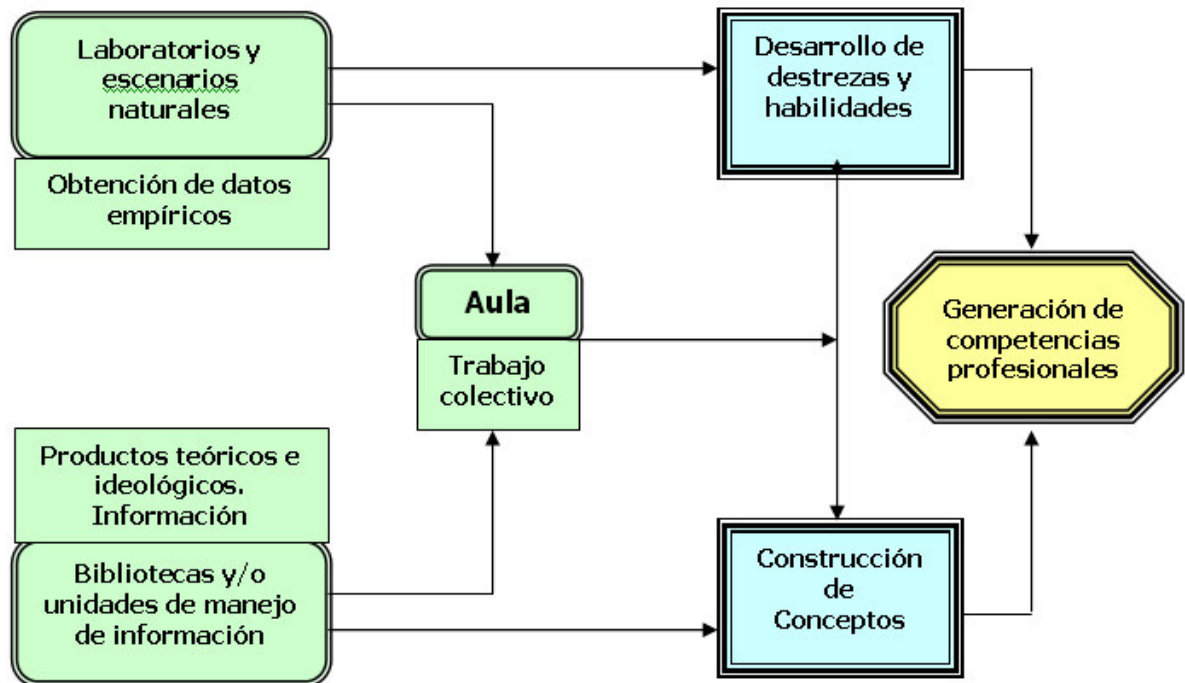 Laboratorios y
escenarios
naturales
Obtención de datos
empíricos
Aula
Trabajo
colectivo
Productos teóricos e
ideológicos.
Información
Bibliotecas y/o
unidades de manejo
de información
Desarrollo de
destrezas y
habilidades
Construcción
de
Conceptos
Generación de
competencias
profesionales